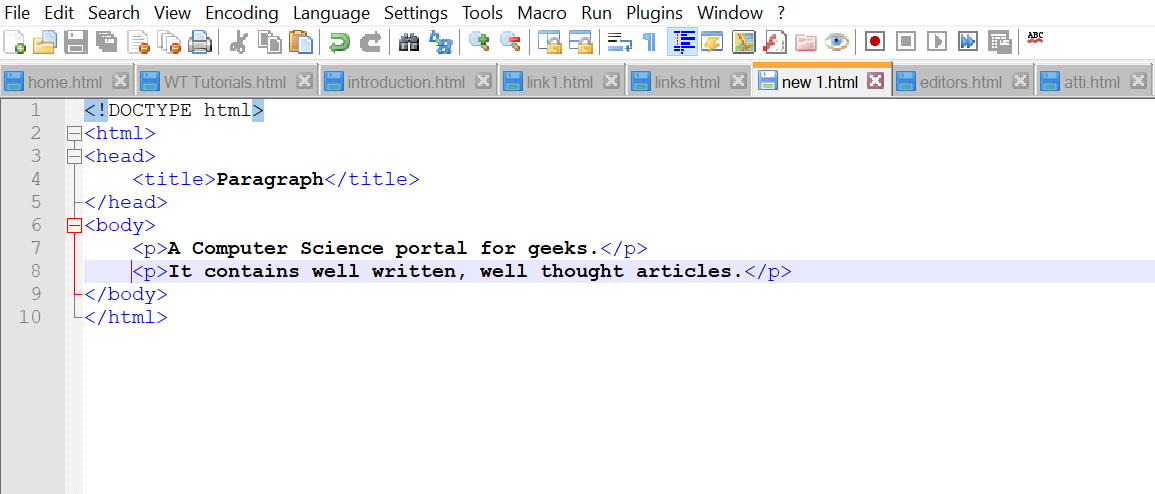 File Edit Search View Encoding Language Settings Tools Macro Run Plugins Window ?
ABC
home.html WT Tutorials.html introduction.html link1.html links.html new 1.html editors.html atti.html
1 <!DOCTYPE html>
2 <html>
3 <head>
4 <title>Paragraph</title>
5 </head>
6 <body>
7 <p>A Computer Science portal for geeks.</p>
8 <p>It contains well written, well thought articles.</p>
9 </body>
10 </html>